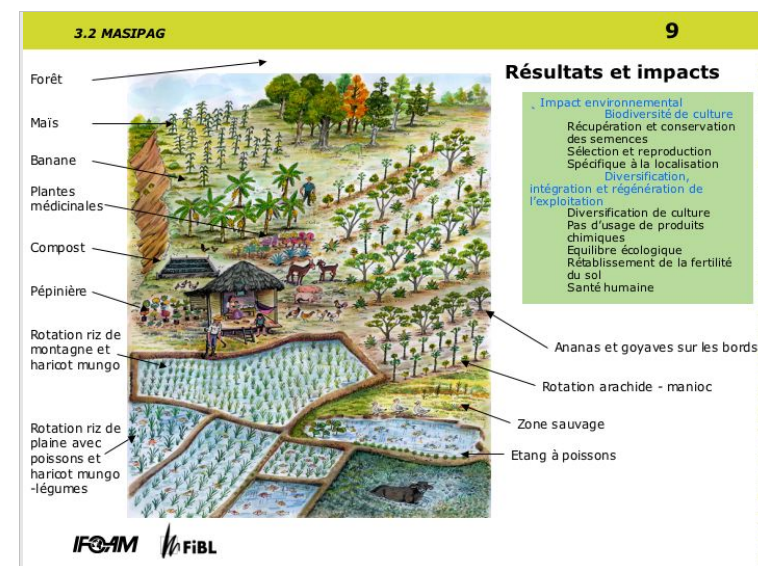 3.2 MASIPAG
9
Résultats et impacts
Forêt
Maïs
Banane
Plantes
médicinales
Compost
Pépinière
Rotation riz de
montagne et
haricot mungo
Rotation riz de
plaine avec
poissons et
haricot mungo
-légumes
Impact environnemental
Biodiversité de culture
Récupération et conservation
des semences
Sélection et reproduction
Spécifique à la localisation
Diversification,
intégration et régénération de
l'exploitation
Diversification de culture
Pas d'usage de produits
chimiques
Equilibre écologique
Rétablissement de la fertilité
du sol
Santé humaine
Ananas et goyaves sur les bords
Rotation arachide - manioc
Zone sauvage
Etang à poissons
IFOAM
FiBL